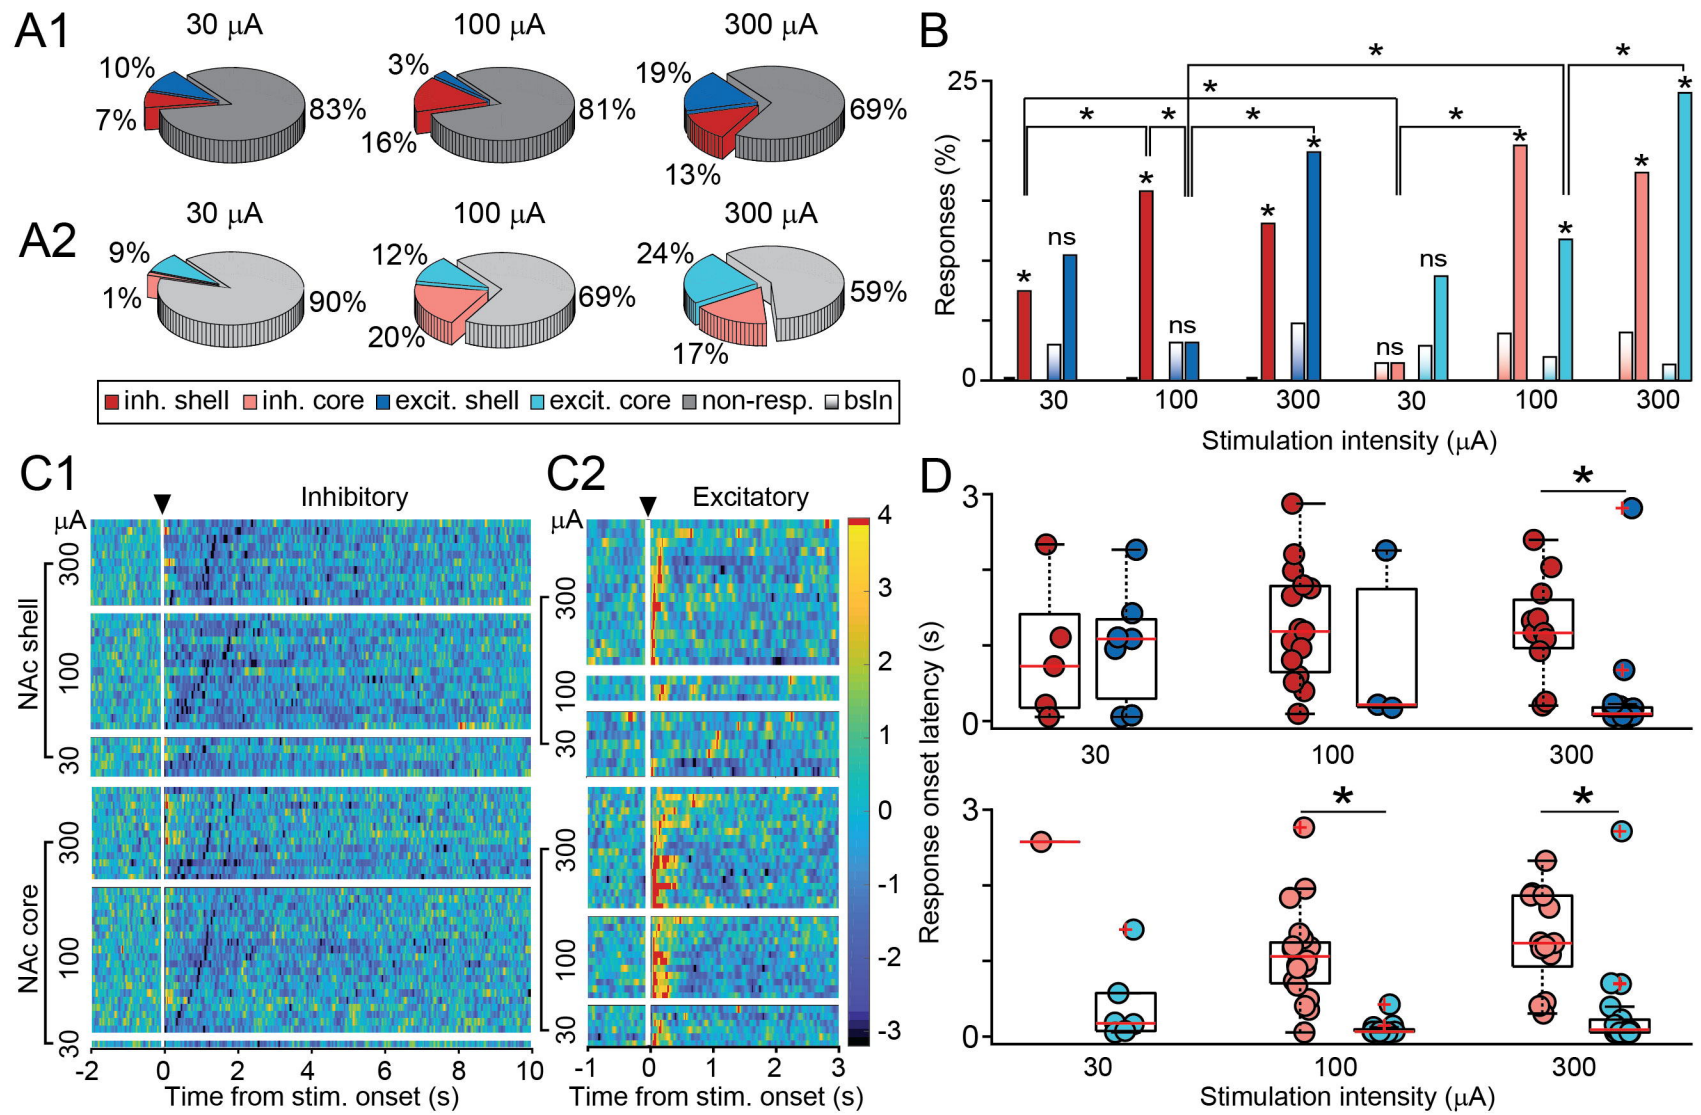 A1
30 µA
100 µA
300 µA
10%
7%
83%
3%
16%
81%
19%
13%
69%
A2
30 µA
100 µA
300 µA
9%
1%
90%
12%
20%
69%
24%
17%
59%
inh. shell inh. core excit. shell excit. core non-resp. bsln
B
Responses (%)
25
0
* * * * * * * *
* ns * ns * * ns ns * * * *
30 100 300 30 100 300
Stimulation intensity (µA)
C1
Inhibitory
µA
NAc shell
300
100
30
NAc core
300
100
30
-2 0 2 4 6 8 10
Time from stim. onset (s)
C2
Excitatory
µA
300
100
30
300
100
30
-1 0 1 2 3
Time from stim. onset (s)
4
3
2
1
0
-1
-2
-3
D
Response onset latency (s)
3
0
*
30 100 300
3
0
* *
30 100 300
Stimulation intensity (µA)